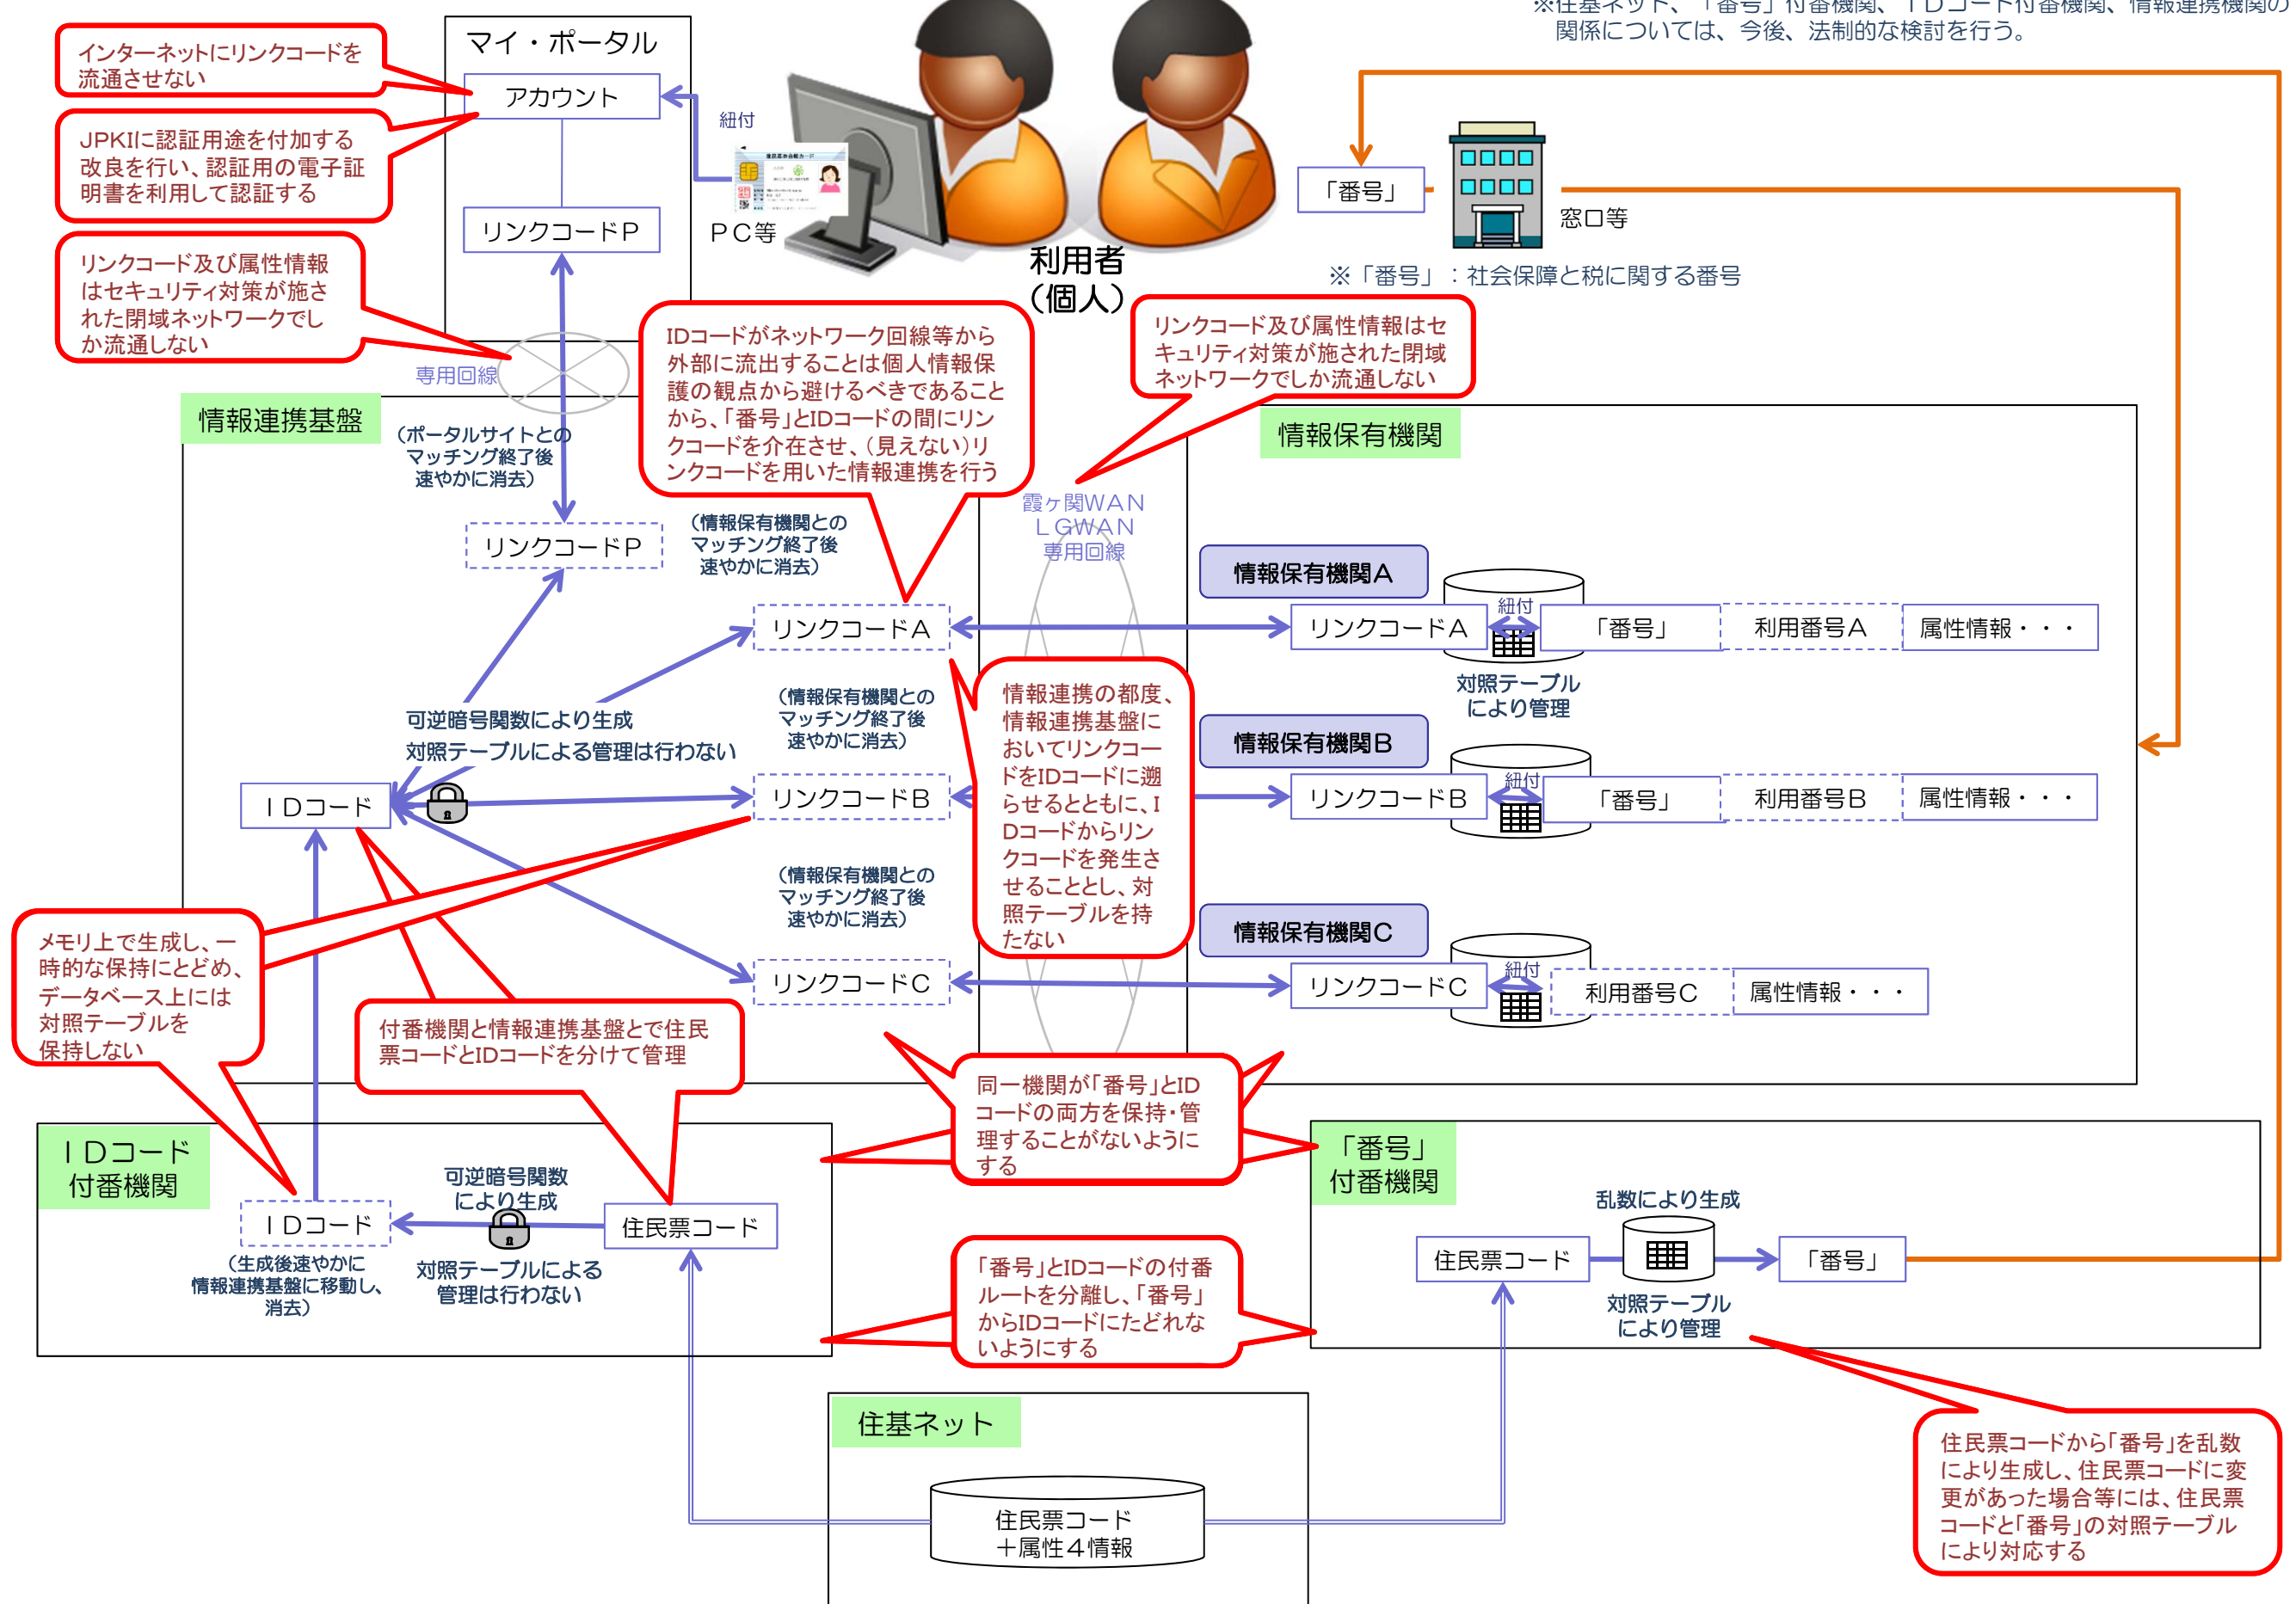 ※住基ネット、「番号」付番機関、ＩＤコード付番機関、情報連携機関の
関係については、今後、法制的な検討を行う。
マイ・ポータル
インターネットにリンクコードを
流通させない
アカウント
紐付
JPKIに認証用途を付加する
改良を行い、認証用の電子証
明書を利用して認証する
リンクコードＰ
ＰＣ等
利用者
（個人）
「番号」
窓口等
※「番号」：社会保障と税に関する番号
リンクコード及び属性情報
はセキュリティ対策が施さ
れた閉域ネットワークでし
か流通しない
専用回線
IDコードがネットワーク回線等から
外部に流出することは個人情報保
護の観点から避けるべきであること
から、「番号」とIDコードの間にリン
クコードを介在させ、（見えない）リ
ンクコードを用いた情報連携を行う
リンクコード及び属性情報はセ
キュリティ対策が施された閉域
ネットワークでしか流通しない
情報連携基盤
（ポータルサイトとの
マッチング終了後
速やかに消去）
情報保有機関
霞ヶ関ＷＡＮ
ＬＧＷＡＮ
専用回線
リンクコードＰ
（情報保有機関との
マッチング終了後
速やかに消去）
情報保有機関Ａ
リンクコードＡ
リンクコードＡ
紐付
「番号」
利用番号Ａ
属性情報・・・
対照テーブル
により管理
可逆暗号関数により生成
対照テーブルによる管理は行わない
（情報保有機関との
マッチング終了後
速やかに消去）
情報連携の都度、
情報連携基盤に
おいてリンクコー
ドをIDコードに遡
らせるとともに、I
Dコードからリン
クコードを発生さ
せることとし、対
照テーブルを持
たない
情報保有機関Ｂ
ＩＤコード
リンクコードＢ
リンクコードＢ
紐付
「番号」
利用番号Ｂ
属性情報・・・
（情報保有機関との
マッチング終了後
速やかに消去）
情報保有機関Ｃ
リンクコードＣ
リンクコードＣ
紐付
利用番号Ｃ
属性情報・・・
メモリ上で生成し、一
時的な保持にとどめ、
データベース上には
対照テーブルを
保持しない
付番機関と情報連携基盤とで住民
票コードとIDコードを分けて管理
同一機関が「番号」とID
コードの両方を保持・管
理することがないように
する
ＩＤコード
付番機関
可逆暗号関数
により生成
ＩＤコード
住民票コード
（生成後速やかに
情報連携基盤に移動し、
消去）
対照テーブルによる
管理は行わない
「番号」とIDコードの付番
ルートを分離し、「番号」
からIDコードにたどれな
いようにする
「番号」
付番機関
乱数により生成
住民票コード
「番号」
対照テーブル
により管理
住基ネット
住民票コード
＋属性４情報
住民票コードから「番号」を乱数
により生成し、住民票コードに変
更があった場合等には、住民票
コードと「番号」の対照テーブル
により対応する